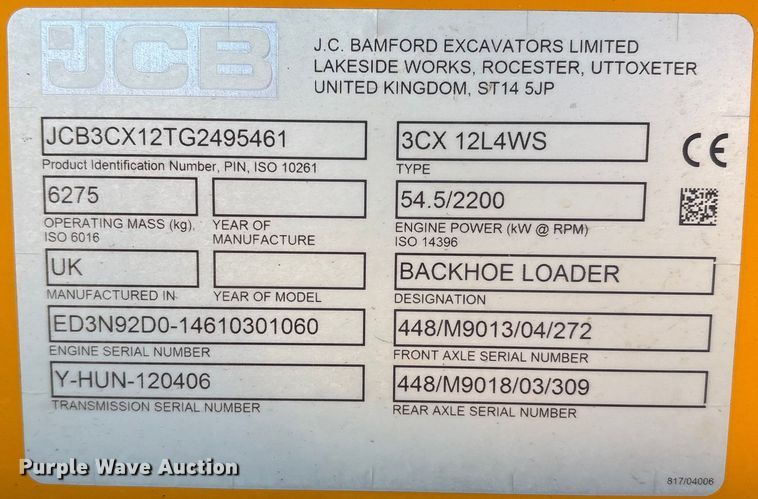 JCB
J.C. BAMFORD EXCAVATORS LIMITED
LAKESIDE WORKS, ROCESTER, UTTOXETER
UNITED KINGDOM, ST14 5JP
JCB3CX12TG2495461
Product Identification Number, PIN, ISO 10261
3CX 12L4WS
TYPE
CE
6275
OPERATING MASS (kg),
ISO 6016
YEAR OF
MANUFACTURE
54.5/2200
ENGINE POWER (kW @ RPM)
ISO 14396
UK
MANUFACTURED IN
YEAR OF MODEL
BACKHOE LOADER
DESIGNATION
ED3N92D0-14610301060
ENGINE SERIAL NUMBER
448/M9013/04/272
FRONT AXLE SERIAL NUMBER
Y-HUN-120406
TRANSMISSION SERIAL NUMBER
448/M9018/03/309
REAR AXLE SERIAL NUMBER
Purple Wave Auction
817/04006